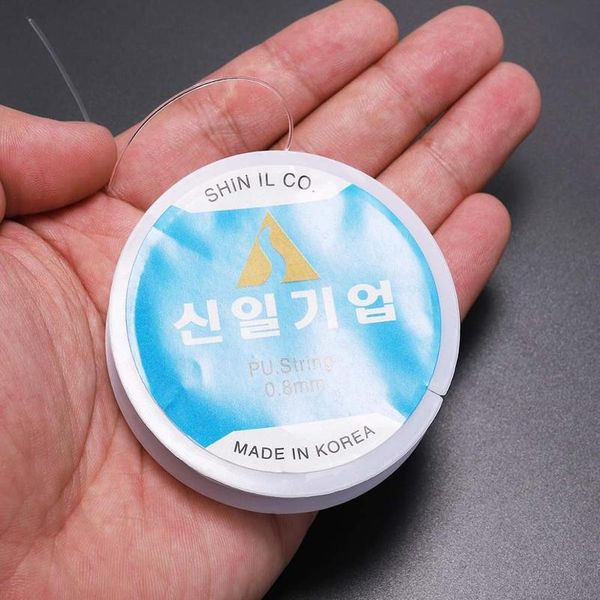 SHIN IL CO.
신일기업
PU.String
0.8mm
MADE IN KOREA